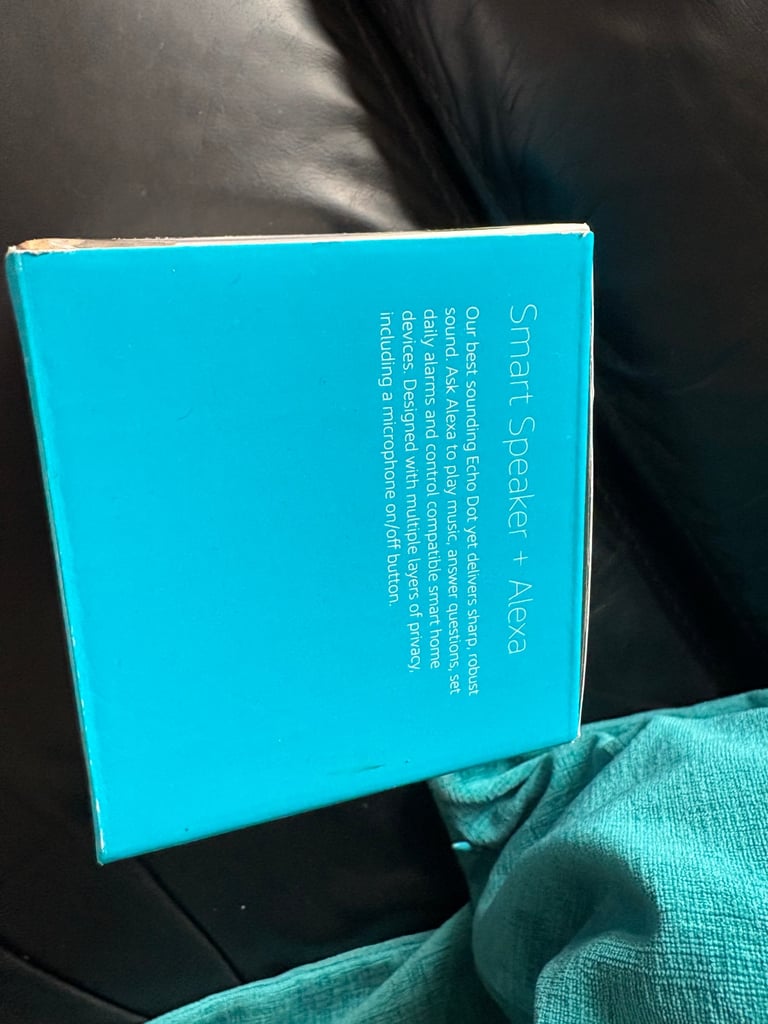 Smart Speaker + Alexa
Our best sounding Echo Dot yet delivers sharp, robust
sound. Ask Alexa to play music, answer questions, set
daily alarms and control compatible smart home
devices. Designed with multiple layers of privacy,
including a microphone on/off button.